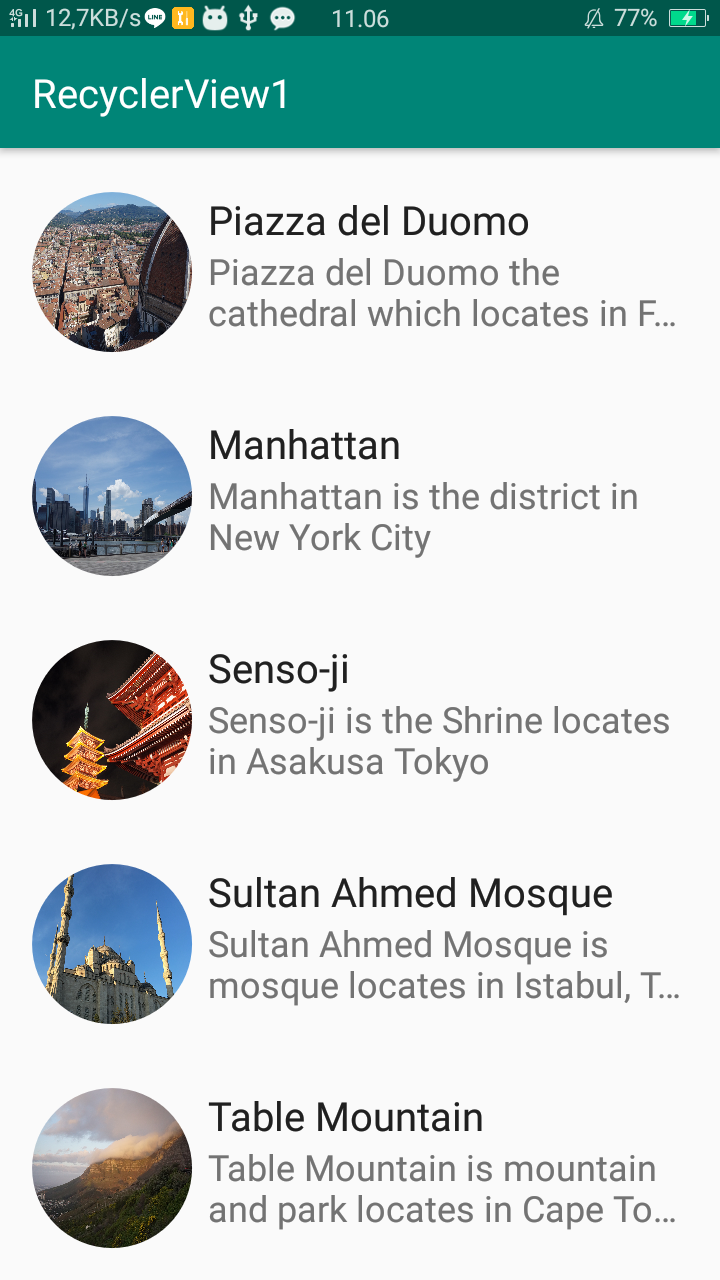 4G 12,7KB/s LINE 11.06 77%
RecyclerView1
Piazza del Duomo
Piazza del Duomo the
cathedral which locates in F...
Manhattan
Manhattan is the district in
New York City
Senso-ji
Senso-ji is the Shrine locates
in Asakusa Tokyo
Sultan Ahmed Mosque
Sultan Ahmed Mosque is
mosque locates in Istabul, T...
Table Mountain
Table Mountain is mountain
and park locates in Cape To...